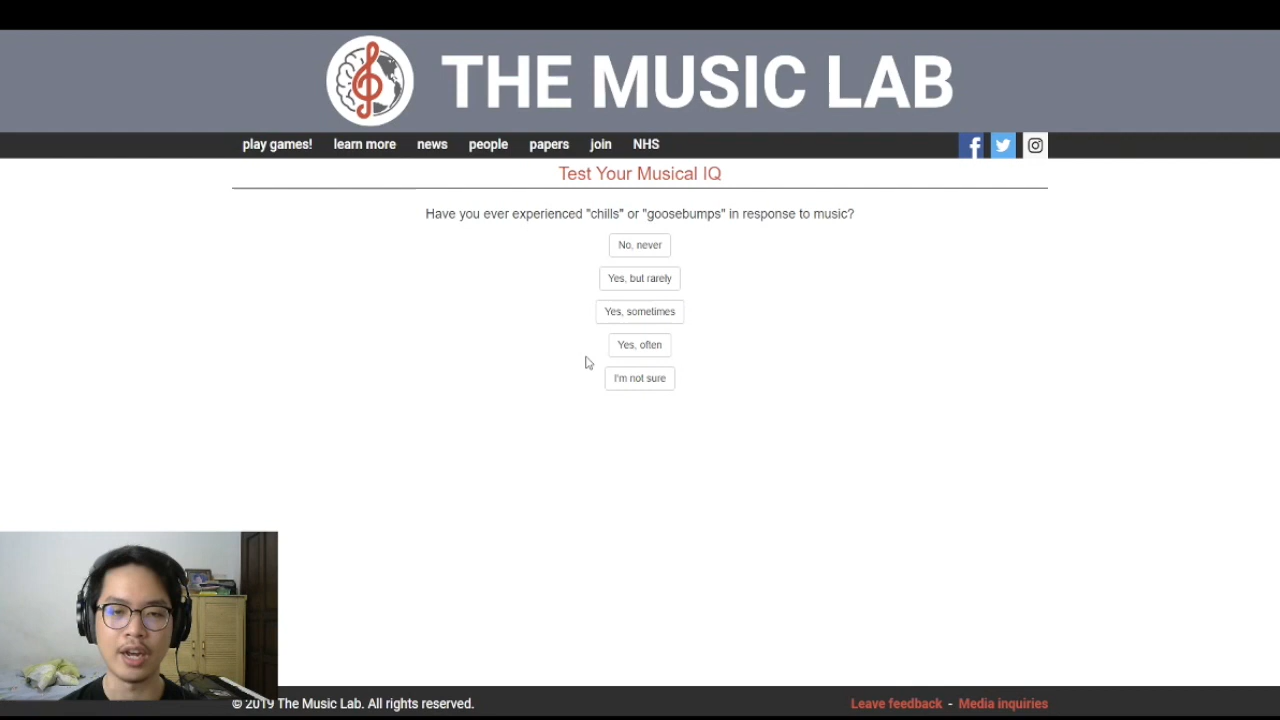 THE MUSIC LAB
play games! learn more news people papers join NHS
Test Your Musical IQ
Have you ever experienced "chills" or "goosebumps" in response to music?
No, never
Yes, but rarely
Yes, sometimes
Yes, often
I'm not sure
© 2019 The Music Lab. All rights reserved. Leave feedback - Media inquiries